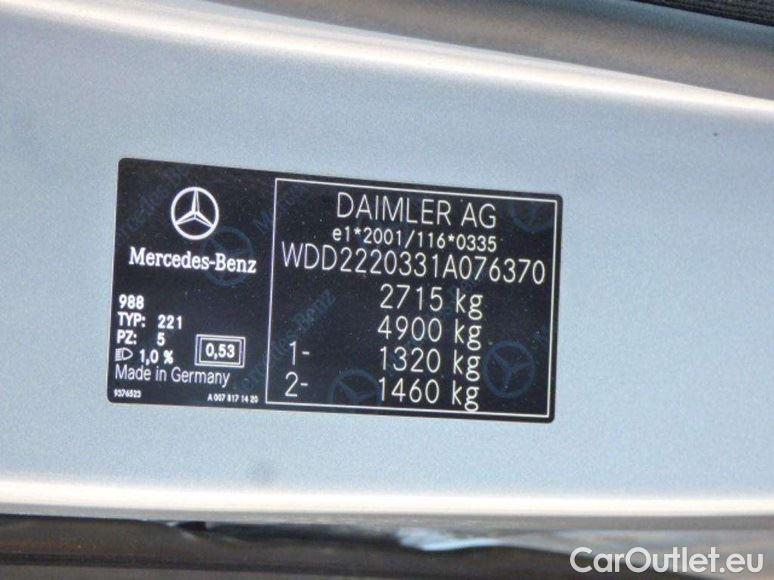 Mercedes-Benz
988
TYP: 221
PZ: 5
1,0 %
0,53
Made in Germany
9376523
A 007 817 14 20
DAIMLER AG
e1*2001/116*0335
WDD2220331A076370
2715 kg
4900 kg
1- 1320 kg
2- 1460 kg
CarOutlet.eu